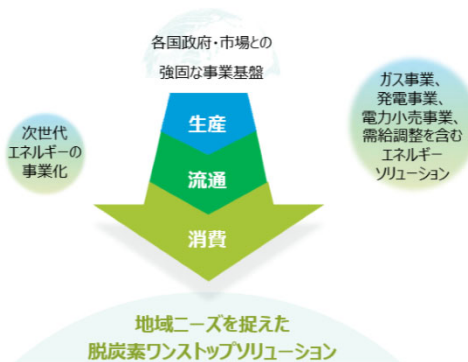 各国政府・市場との
強固な事業基盤
次世代
エネルギーの
事業化
生産
流通
消費
ガス事業、
発電事業、
電力小売事業、
需給調整を含む
エネルギー
ソリューション
地域ニーズを捉えた
脱炭素ワンストップソリューション